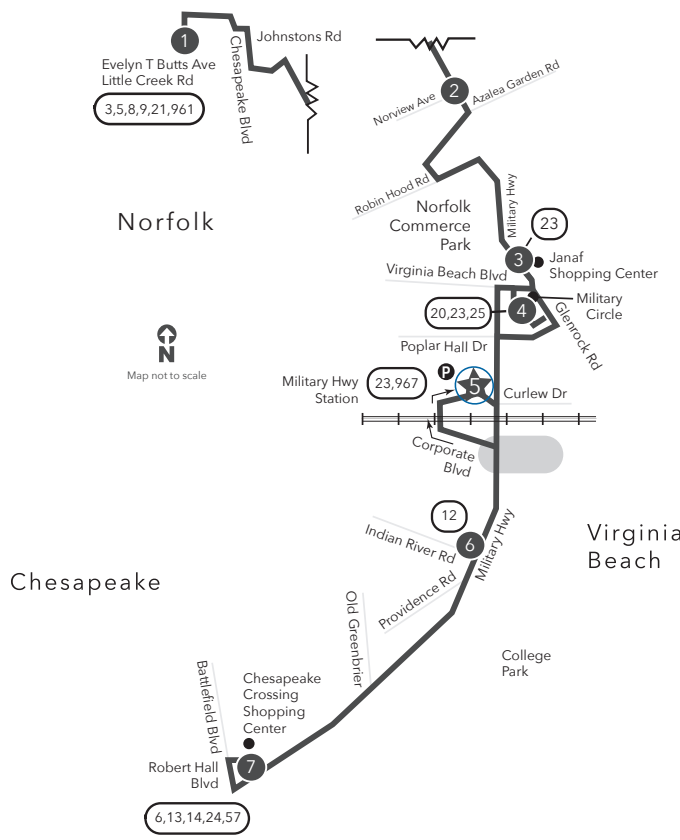 1
Johnstons Rd
Evelyn T Butts Ave
Little Creek Rd
Chesapeake Blvd
3,5,8,9,21,961
2
Norview Ave
Azalea Garden Rd
Robin Hood Rd
Military Hwy
Norfolk
Norfolk
Commerce
Park
23
3
Janaf
Shopping Center
Virginia Beach Blvd
Military
Circle
20,23,25
4
Glenrock Rd
Poplar Hall Dr
N
Map not to scale
P
Military Hwy
Station
23,967
5
Curlew Dr
Corporate
Blvd
12
6
Military Hwy
Indian River Rd
Virginia
Beach
Chesapeake
Providence Rd
Old Greenbrier
College
Park
Battlefield Blvd
Chesapeake
Crossing
Shopping
Center
Robert Hall
Blvd
7
6,13,14,24,57